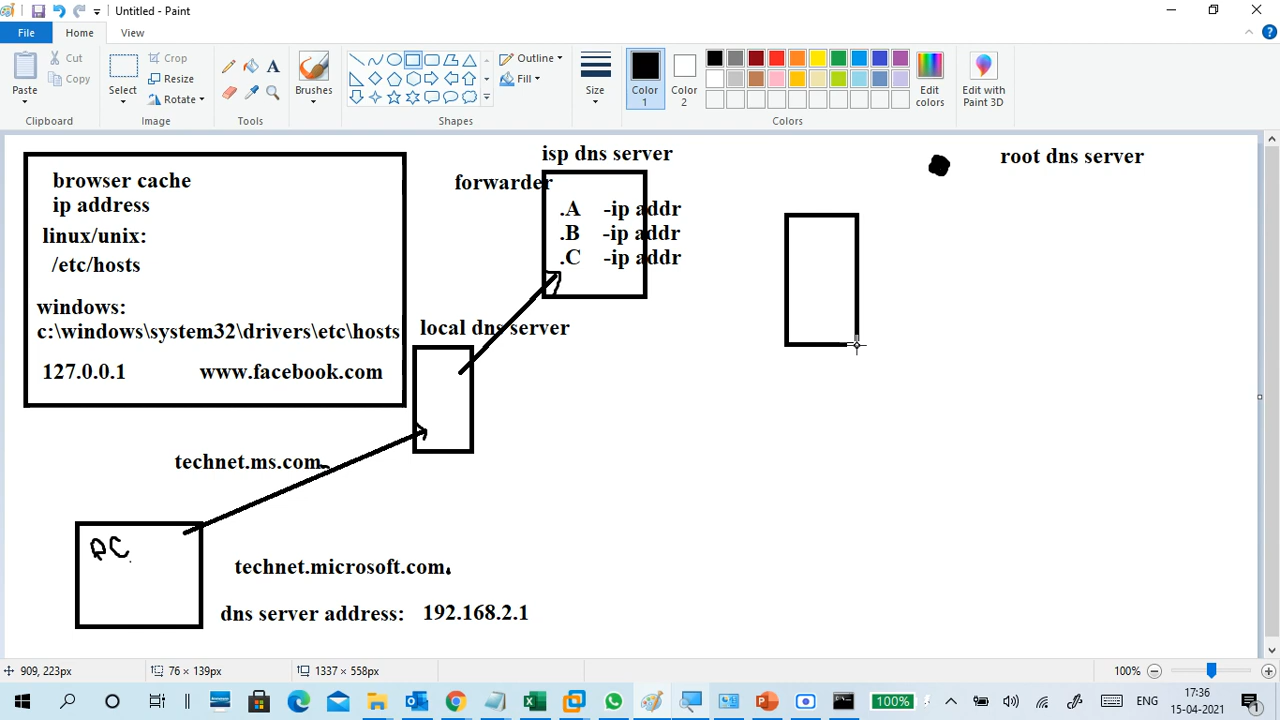 Untitled - Paint
File Home View
Paste
Cut
Copy
Clipboard
Select
Crop
Resize
Rotate
Image
A
Tools
Brushes
Outline
Fill
Shapes
Size
Color 1
Color 2
Edit colors
Colors
Edit with Paint 3D
browser cache
ip address
linux/unix:
/etc/hosts
windows:
c:\windows\system32\drivers\etc\hosts
127.0.0.1 www.facebook.com
isp dns server
forwarder
.A -ip addr
.B -ip addr
.C -ip addr
root dns server
local dns server
technet.ms.com
PC
technet.microsoft.com.
dns server address: 192.168.2.1
909, 223px
76 × 139px
1337 × 558px
100%
100%
ENG
17:36
15-04-2021
1